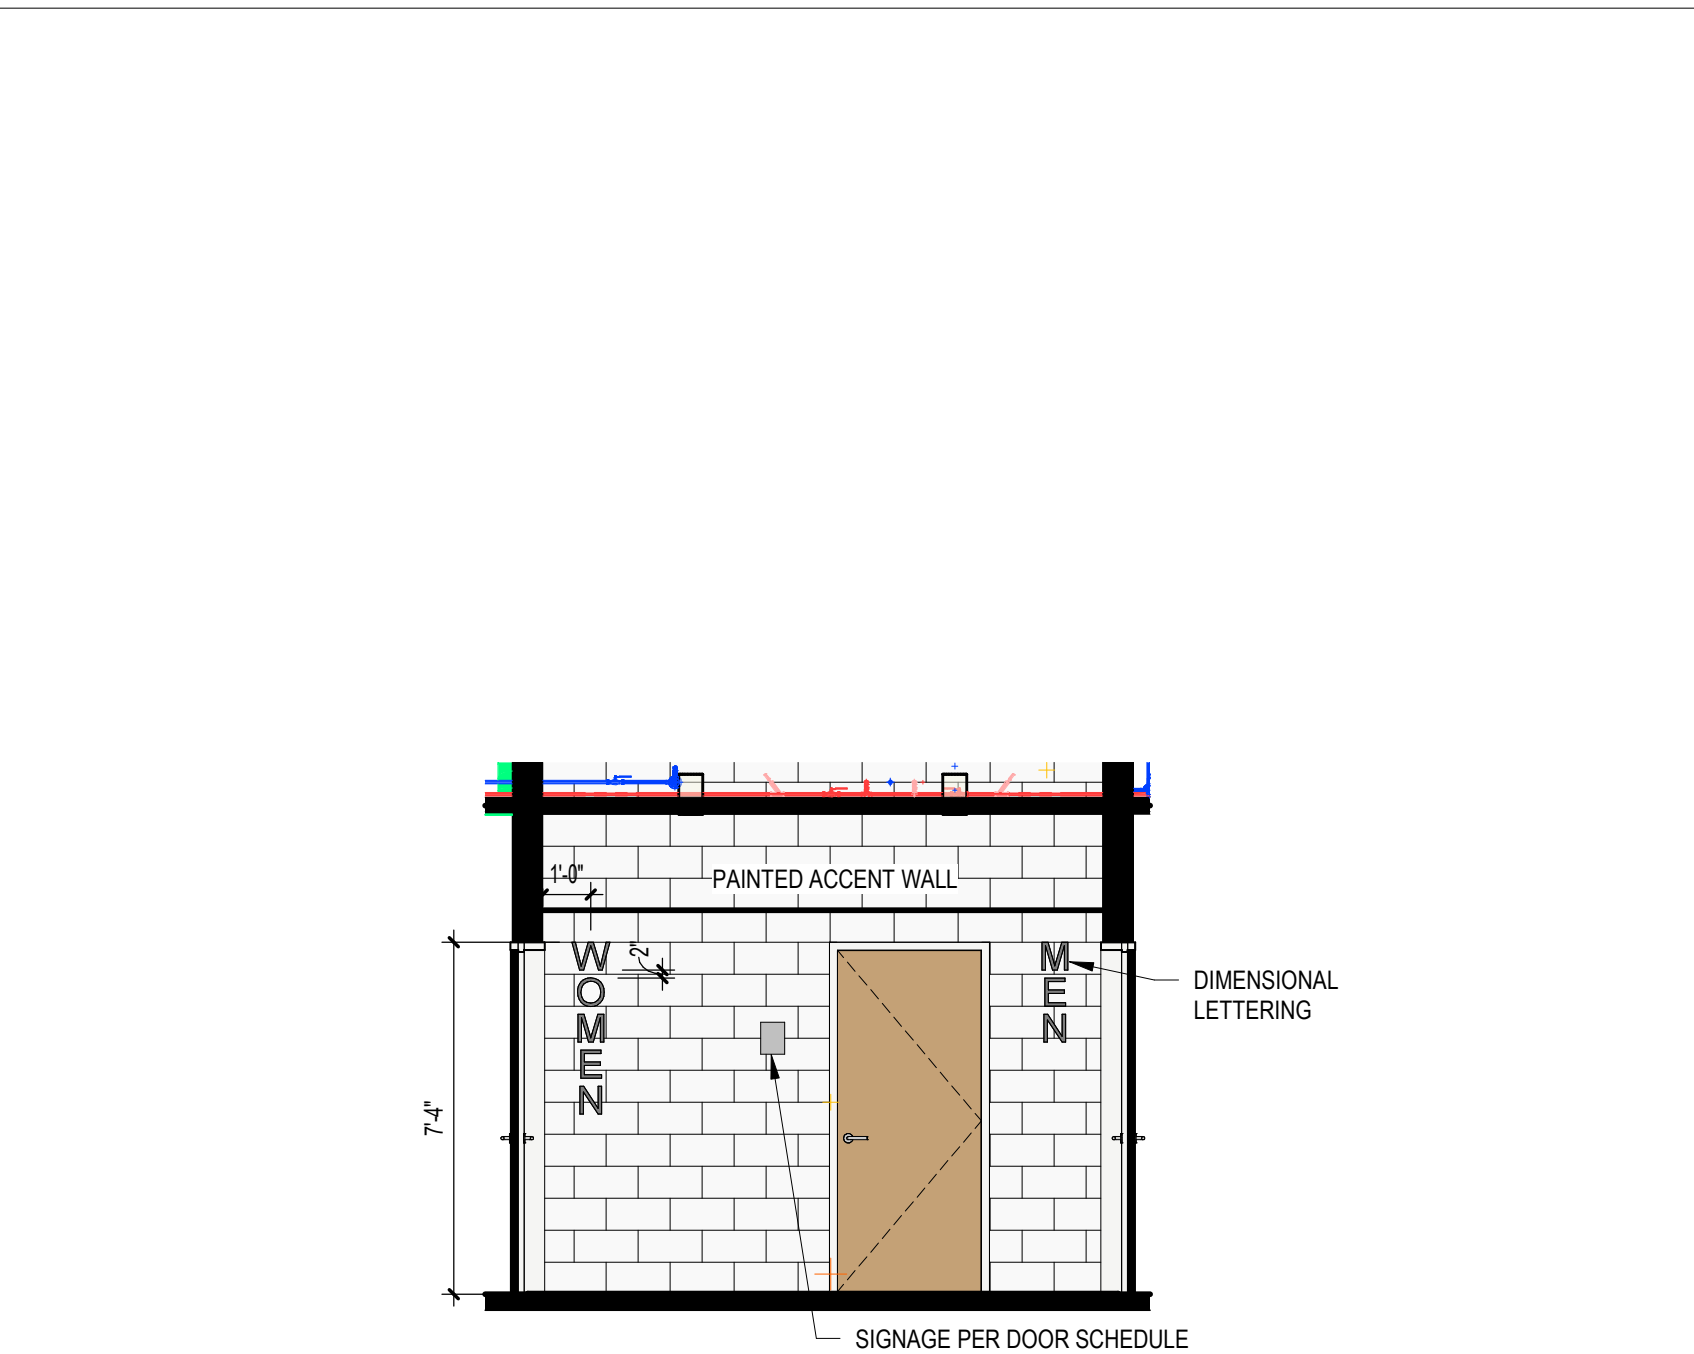 1'-0"
PAINTED ACCENT WALL
WOMEN
2"
MEN
DIMENSIONAL
LETTERING
7'-4"
SIGNAGE PER DOOR SCHEDULE